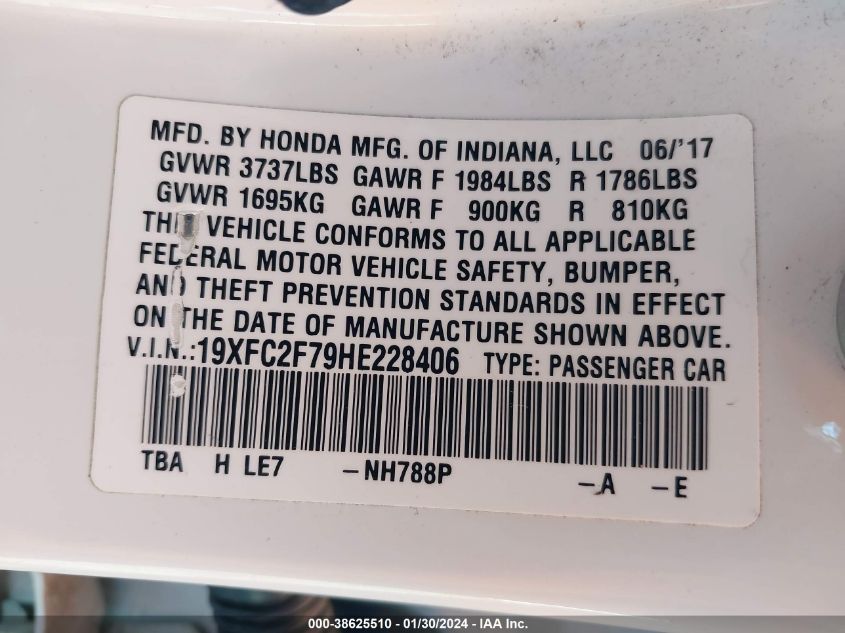 MFD. BY HONDA MFG. OF INDIANA, LLC 06/'17
GVWR 3737LBS GAWR F 1984LBS R 1786LBS
GVWR 1695KG GAWR F 900KG R 810KG
THIS VEHICLE CONFORMS TO ALL APPLICABLE
FEDERAL MOTOR VEHICLE SAFETY, BUMPER,
AND THEFT PREVENTION STANDARDS IN EFFECT
ON THE DATE OF MANUFACTURE SHOWN ABOVE.
V.I.N.:19XFC2F79HE228406 TYPE: PASSENGER CAR
TBA H LE7 -NH788P -A -E
000-38625510 - 01/30/2024 - IAA Inc.